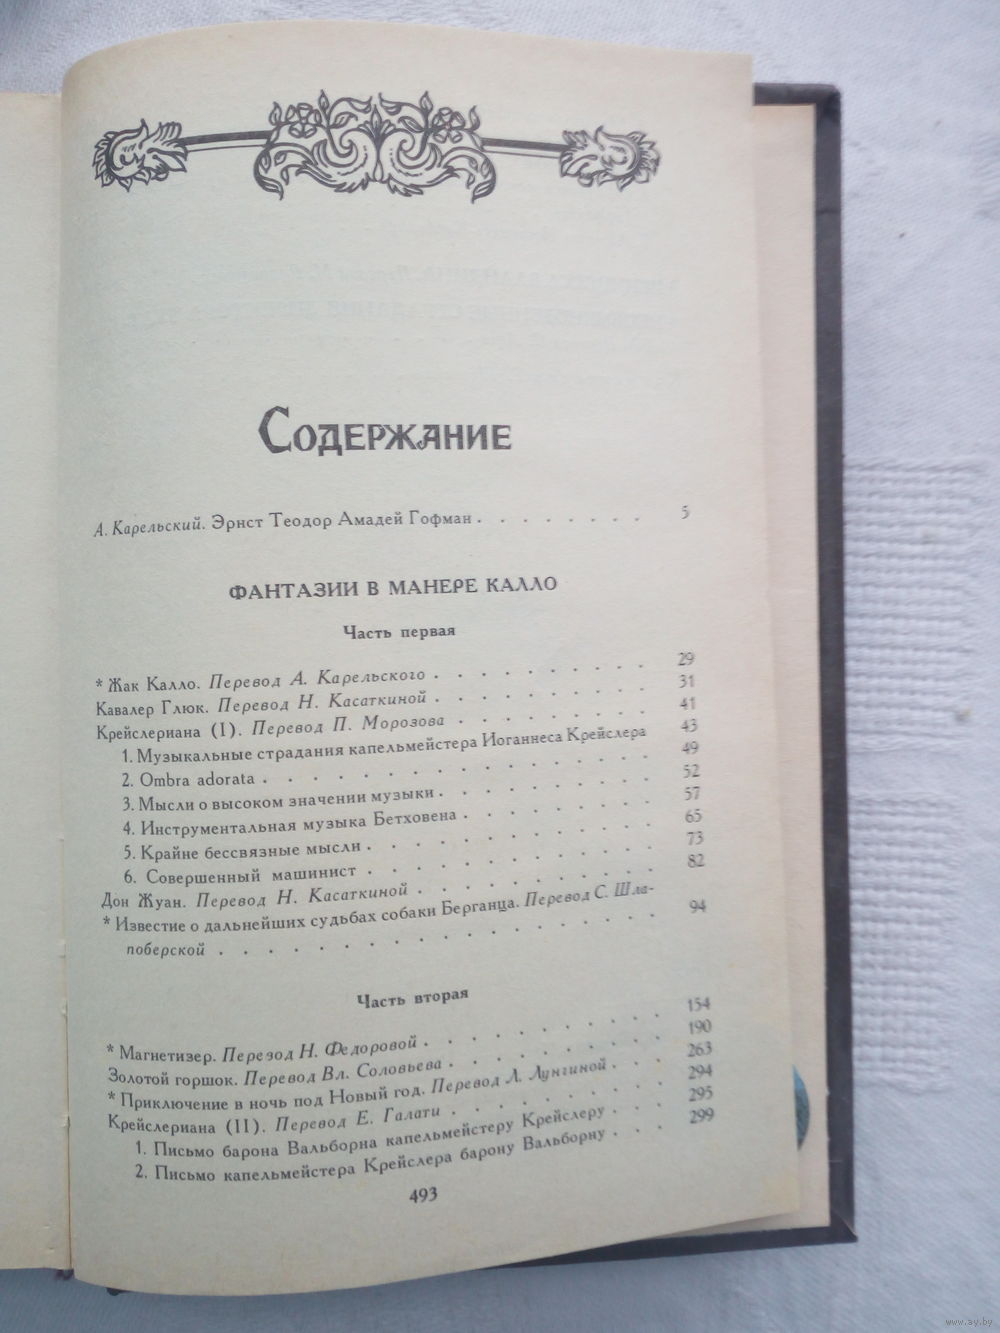 Содержание
А. Карельский. Эрнст Теодор Амадей Гофман . . . . . . . . 5
ФАНТАЗИИ В МАНЕРЕ КАЛЛО
Часть первая
* Жак Калло. Перевод А. Карельского . . . . . . . . . . 29
Кавалер Глюк. Перевод Н. Касаткиной . . . . . . . . . . 31
Крейслериана (I). Перевод П. Морозова . . . . . . . . . 41
1. Музыкальные страдания капельмейстера Иоганнеса Крейслера 43
2. Ombra adorata . . . . . . . . . . . . . . . . . 49
3. Мысли о высоком значении музыки . . . . . . . . . . 52
4. Инструментальная музыка Бетховена . . . . . . . . . 57
5. Крайне бессвязные мысли . . . . . . . . . . . . 65
6. Совершенный машинист . . . . . . . . . . . . . 73
Дон Жуан. Перевод Н. Касаткиной . . . . . . . . . . . 82
* Известие о дальнейших судьбах собаки Берганца. Перевод С. Шла-
поберской . . . . . . . . . . . . . . . . . . 94
Часть вторая
* Магнетизер. Перезод Н. Федоровой . . . . . . . . . . 154
Золотой горшок. Перевод Вл. Соловьева . . . . . . . . . 190
* Приключение в ночь под Новый год. Перевод Л. Лунгиной . . . 263
Крейслериана (II). Перевод Е. Галати . . . . . . . . . 294
1. Письмо барона Вальборна капельмейстеру Крейслеру . . . 295
2. Письмо капельмейстера Крейслера барону Вальборну . . . 299
493
www.ay.by